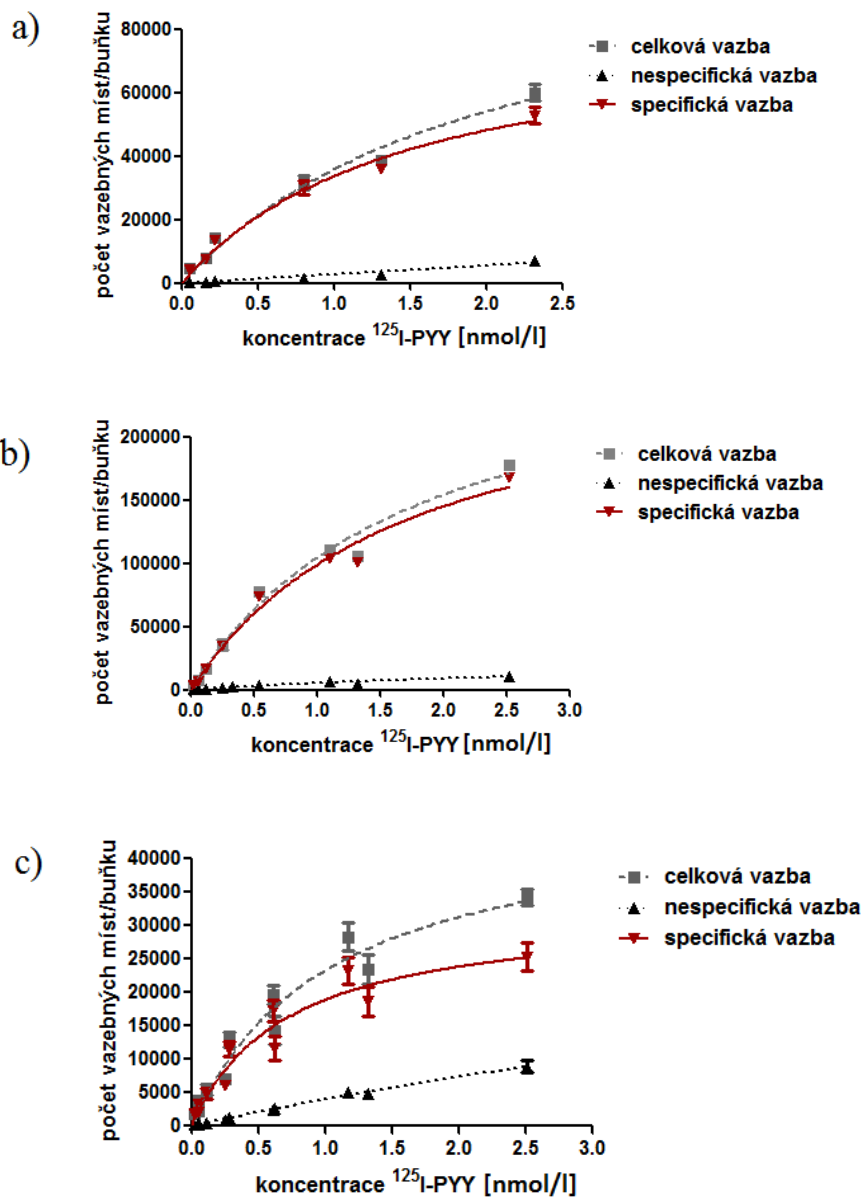 a)
80000
60000
40000
20000
0
0.0 0.5 1.0 1.5 2.0 2.5
počet vazebných míst/buňku
koncentrace ¹²⁵I-PYY [nmol/l]
celková vazba
nespecifická vazba
specifická vazba
b)
200000
150000
100000
50000
0
0.0 0.5 1.0 1.5 2.0 2.5 3.0
počet vazebných míst/buňku
koncentrace ¹²⁵I-PYY [nmol/l]
celková vazba
nespecifická vazba
specifická vazba
c)
40000
35000
30000
25000
20000
15000
10000
5000
0
0.0 0.5 1.0 1.5 2.0 2.5 3.0
počet vazebných míst/buňku
koncentrace ¹²⁵I-PYY [nmol/l]
celková vazba
nespecifická vazba
specifická vazba